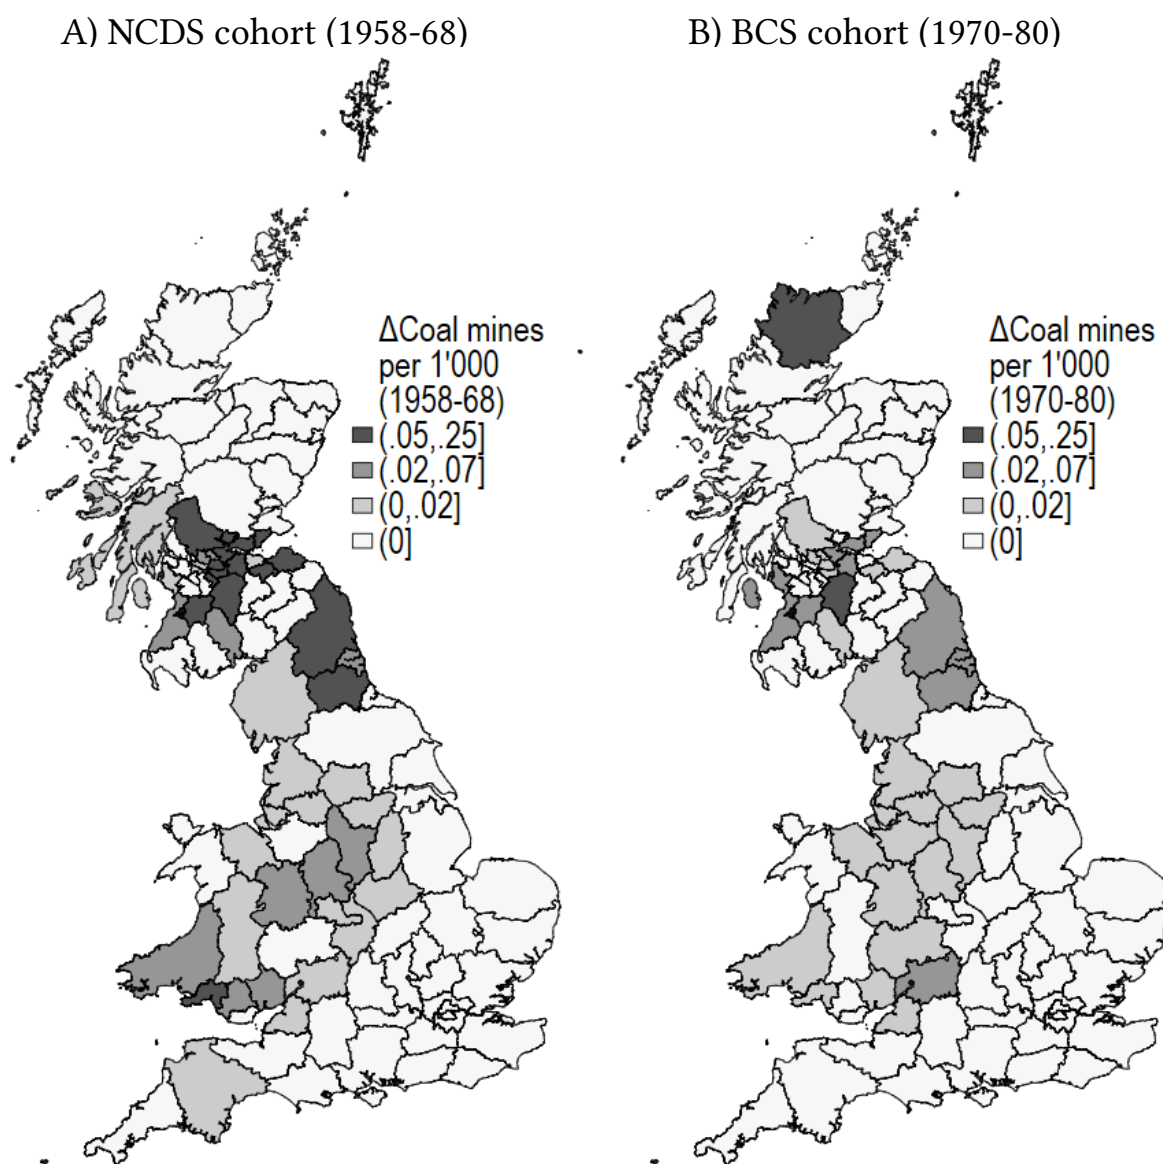 A) NCDS cohort (1958-68)
B) BCS cohort (1970-80)
ΔCoal mines
per 1'000
(1958-68)
(.05,.25]
(.02,.07]
(0,.02]
(0]
ΔCoal mines
per 1'000
(1970-80)
(.05,.25]
(.02,.07]
(0,.02]
(0]